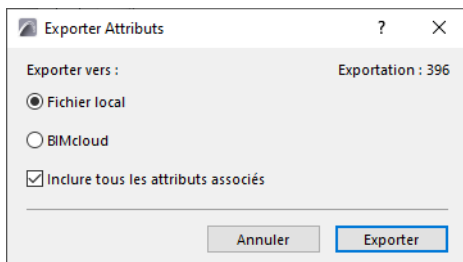 Exporter Attributs ?
Exporter vers : Exportation : 396
Fichier local
BIMcloud
Inclure tous les attributs associés
Annuler Exporter